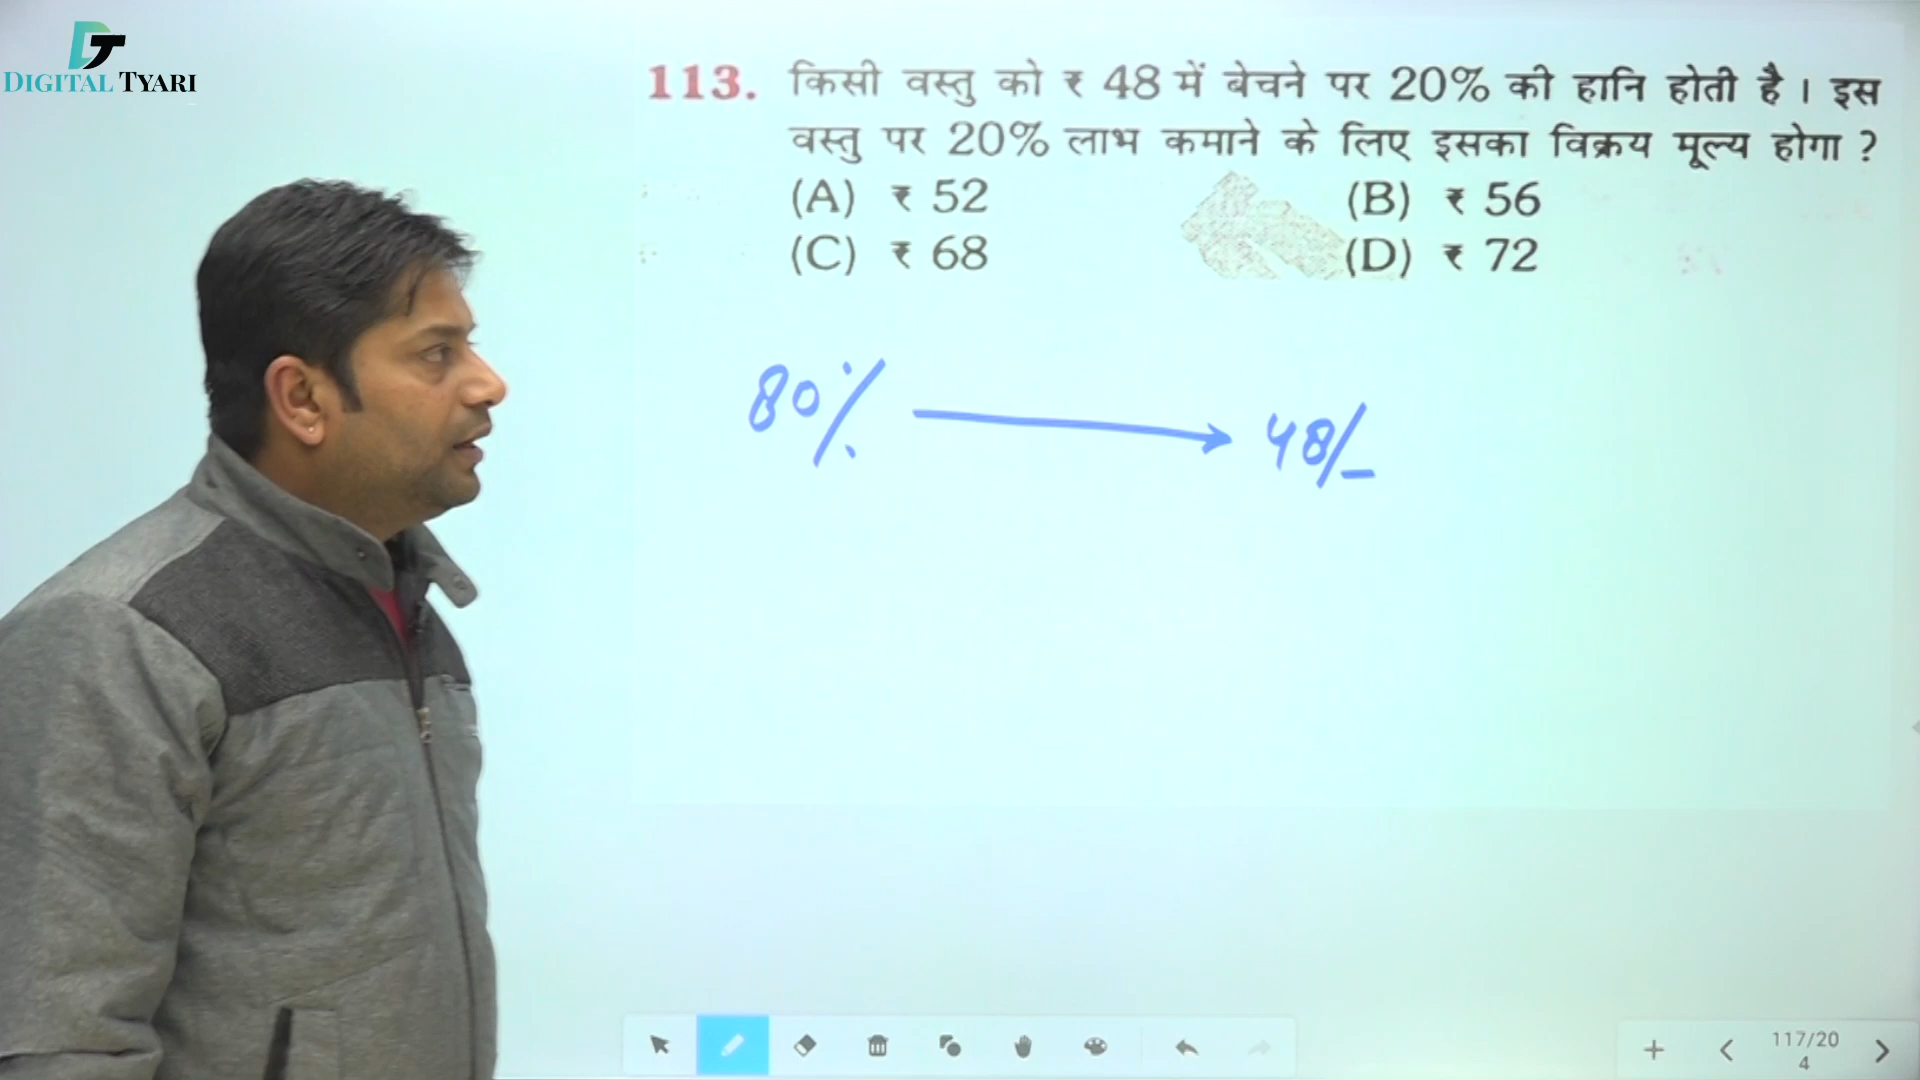 DIGITAL TYARI
113. किसी वस्तु को ₹ 48 में बेचने पर 20% की हानि होती है। इस
वस्तु पर 20% लाभ कमाने के लिए इसका विक्रय मूल्य होगा ?
(A) ₹ 52 (B) ₹ 56
(C) ₹ 68 (D) ₹ 72
80% → 48/-
117/20
4